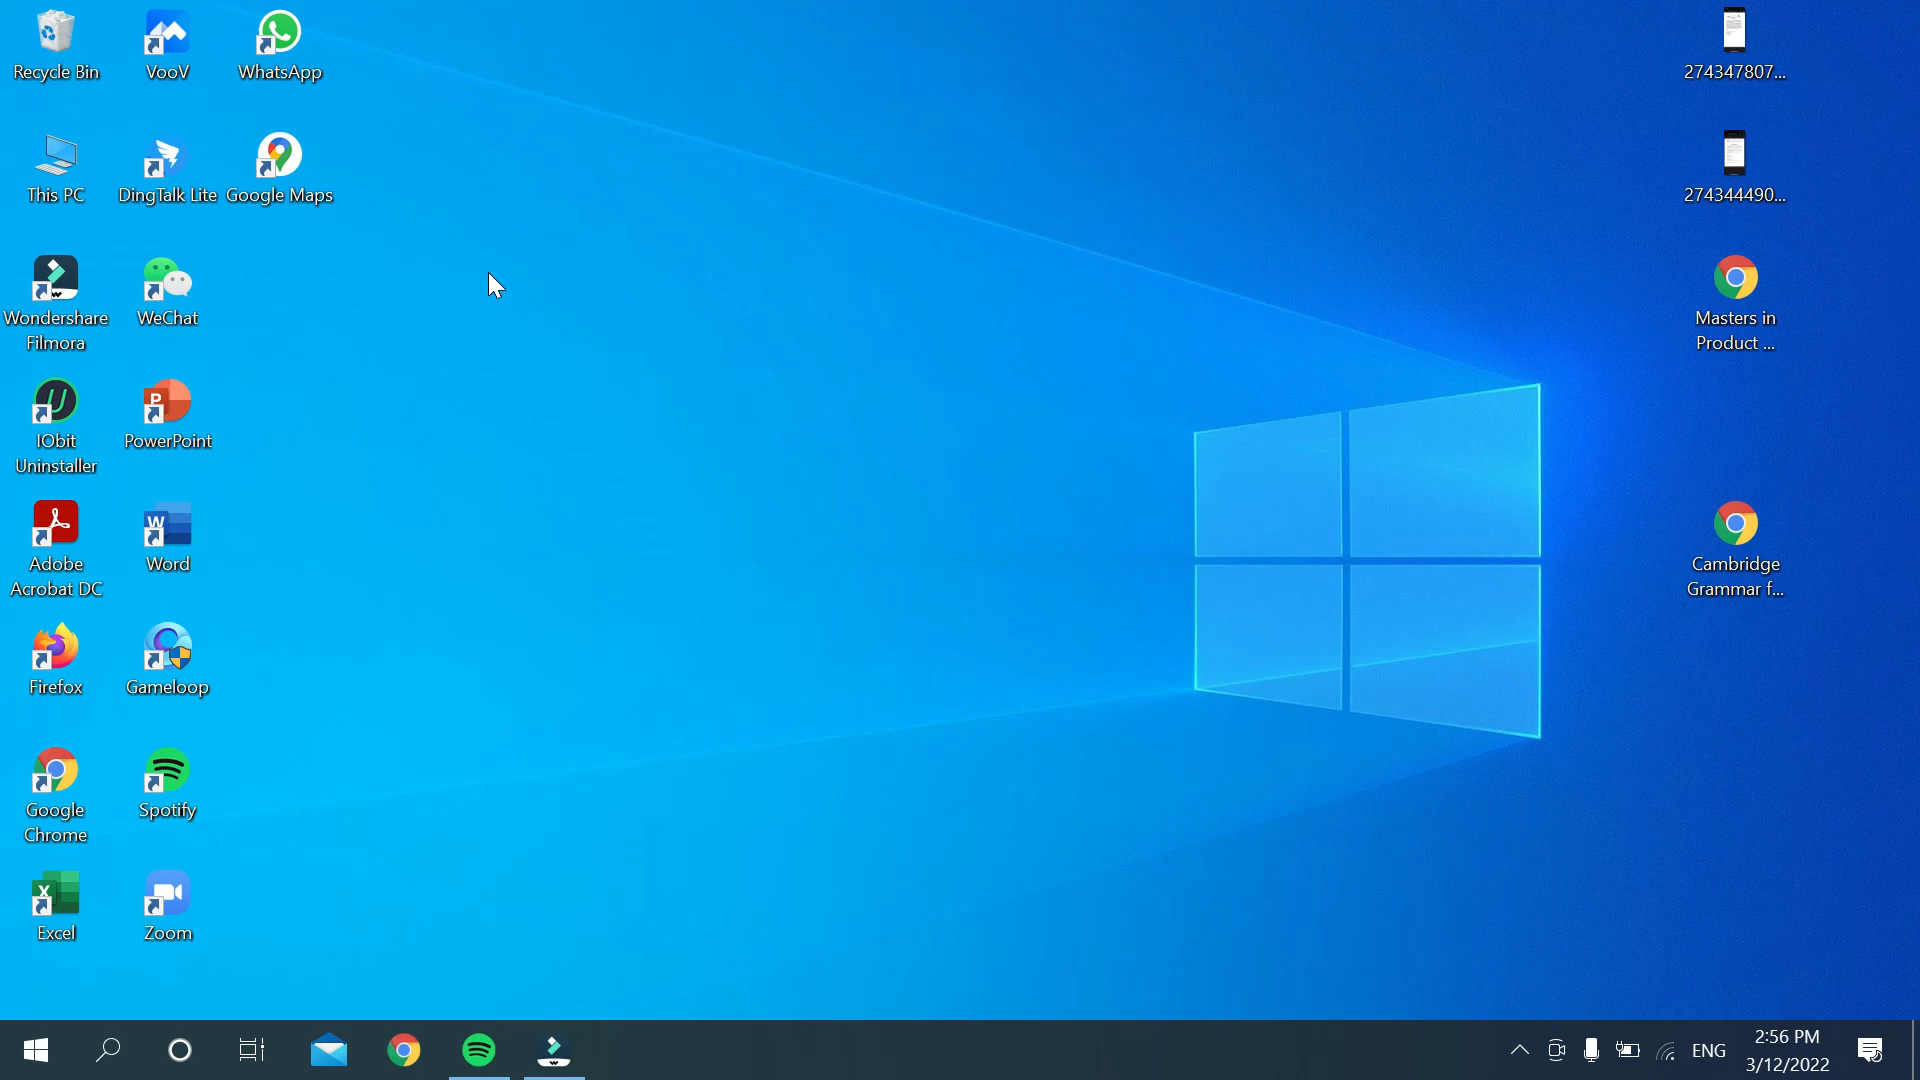 Recycle Bin
VooV
WhatsApp
274347807...
This PC
DingTalk Lite
Google Maps
274344490...
Wondershare
Filmora
WeChat
Masters in
Product ...
IObit
Uninstaller
PowerPoint
Adobe
Acrobat DC
Word
Cambridge
Grammar f...
Firefox
Gameloop
Google
Chrome
Spotify
Excel
Zoom
ENG
2:56 PM
3/12/2022